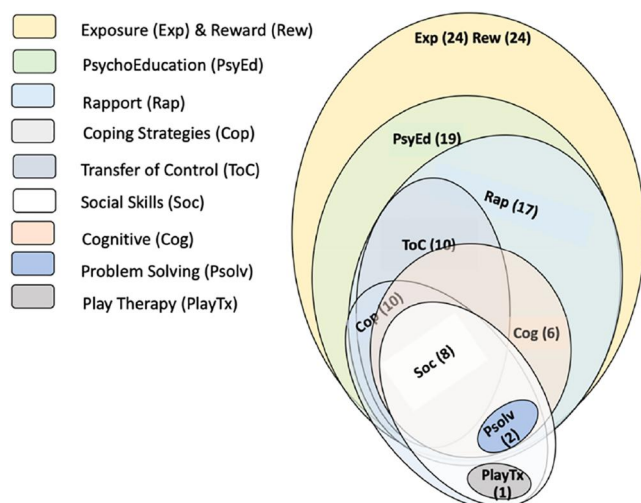 Exposure (Exp) & Reward (Rew)
PsychoEducation (PsyEd)
Rapport (Rap)
Coping Strategies (Cop)
Transfer of Control (ToC)
Social Skills (Soc)
Cognitive (Cog)
Problem Solving (Psolv)
Play Therapy (PlayTx)
Exp (24) Rew (24)
PsyEd (19)
Rap (17)
ToC (10)
Cop (10)
Cog (6)
Soc (8)
Psolv
(2)
PlayTx
(1)